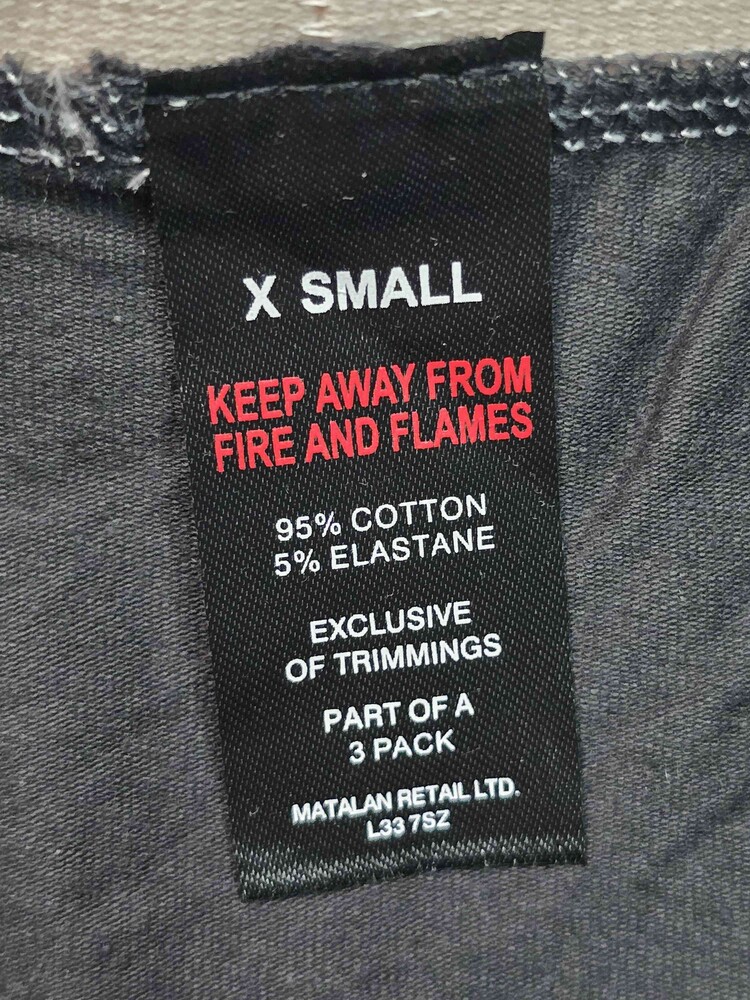 X SMALL
KEEP AWAY FROM
FIRE AND FLAMES
95% COTTON
5% ELASTANE
EXCLUSIVE
OF TRIMMINGS
PART OF A
3 PACK
MATALAN RETAIL LTD.
L33 7SZ